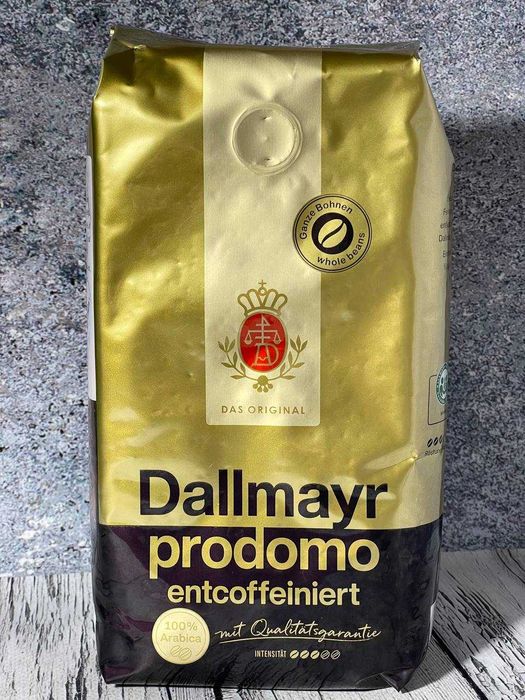 Ganze Bohnen
whole beans
DAS ORIGINAL
Dallmayr
prodomo
entcoffeiniert
100%
Arabica
mit Qualitätsgarantie
INTENSITÄT